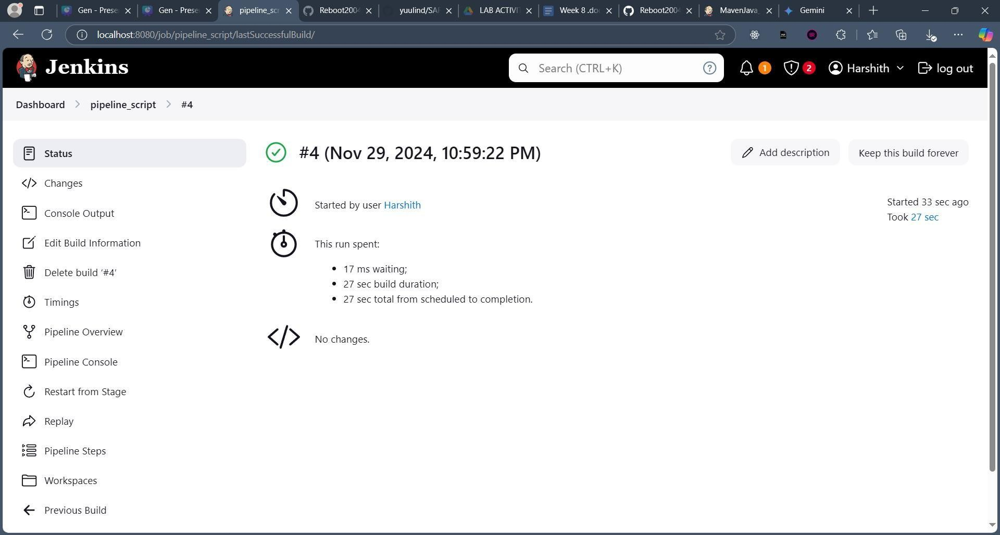 Gen - Prese
Gen - Prese
pipeline_scr
Reboot2004
yuulind/SAF
LAB ACTIVI
Week 8 .do
Reboot2004
MavenJava_
Gemini
localhost:8080/job/pipeline_script/lastSuccessfulBuild/
Jenkins
Search (CTRL+K)
?
1
2
Harshith
log out
Dashboard
pipeline_script
#4
Status
Changes
Console Output
Edit Build Information
Delete build ‘#4’
Timings
Pipeline Overview
Pipeline Console
Restart from Stage
Replay
Pipeline Steps
Workspaces
Previous Build
#4 (Nov 29, 2024, 10:59:22 PM)
Add description
Keep this build forever
Started by user Harshith
Started 33 sec ago
Took 27 sec
This run spent:
17 ms waiting;
27 sec build duration;
27 sec total from scheduled to completion.
No changes.